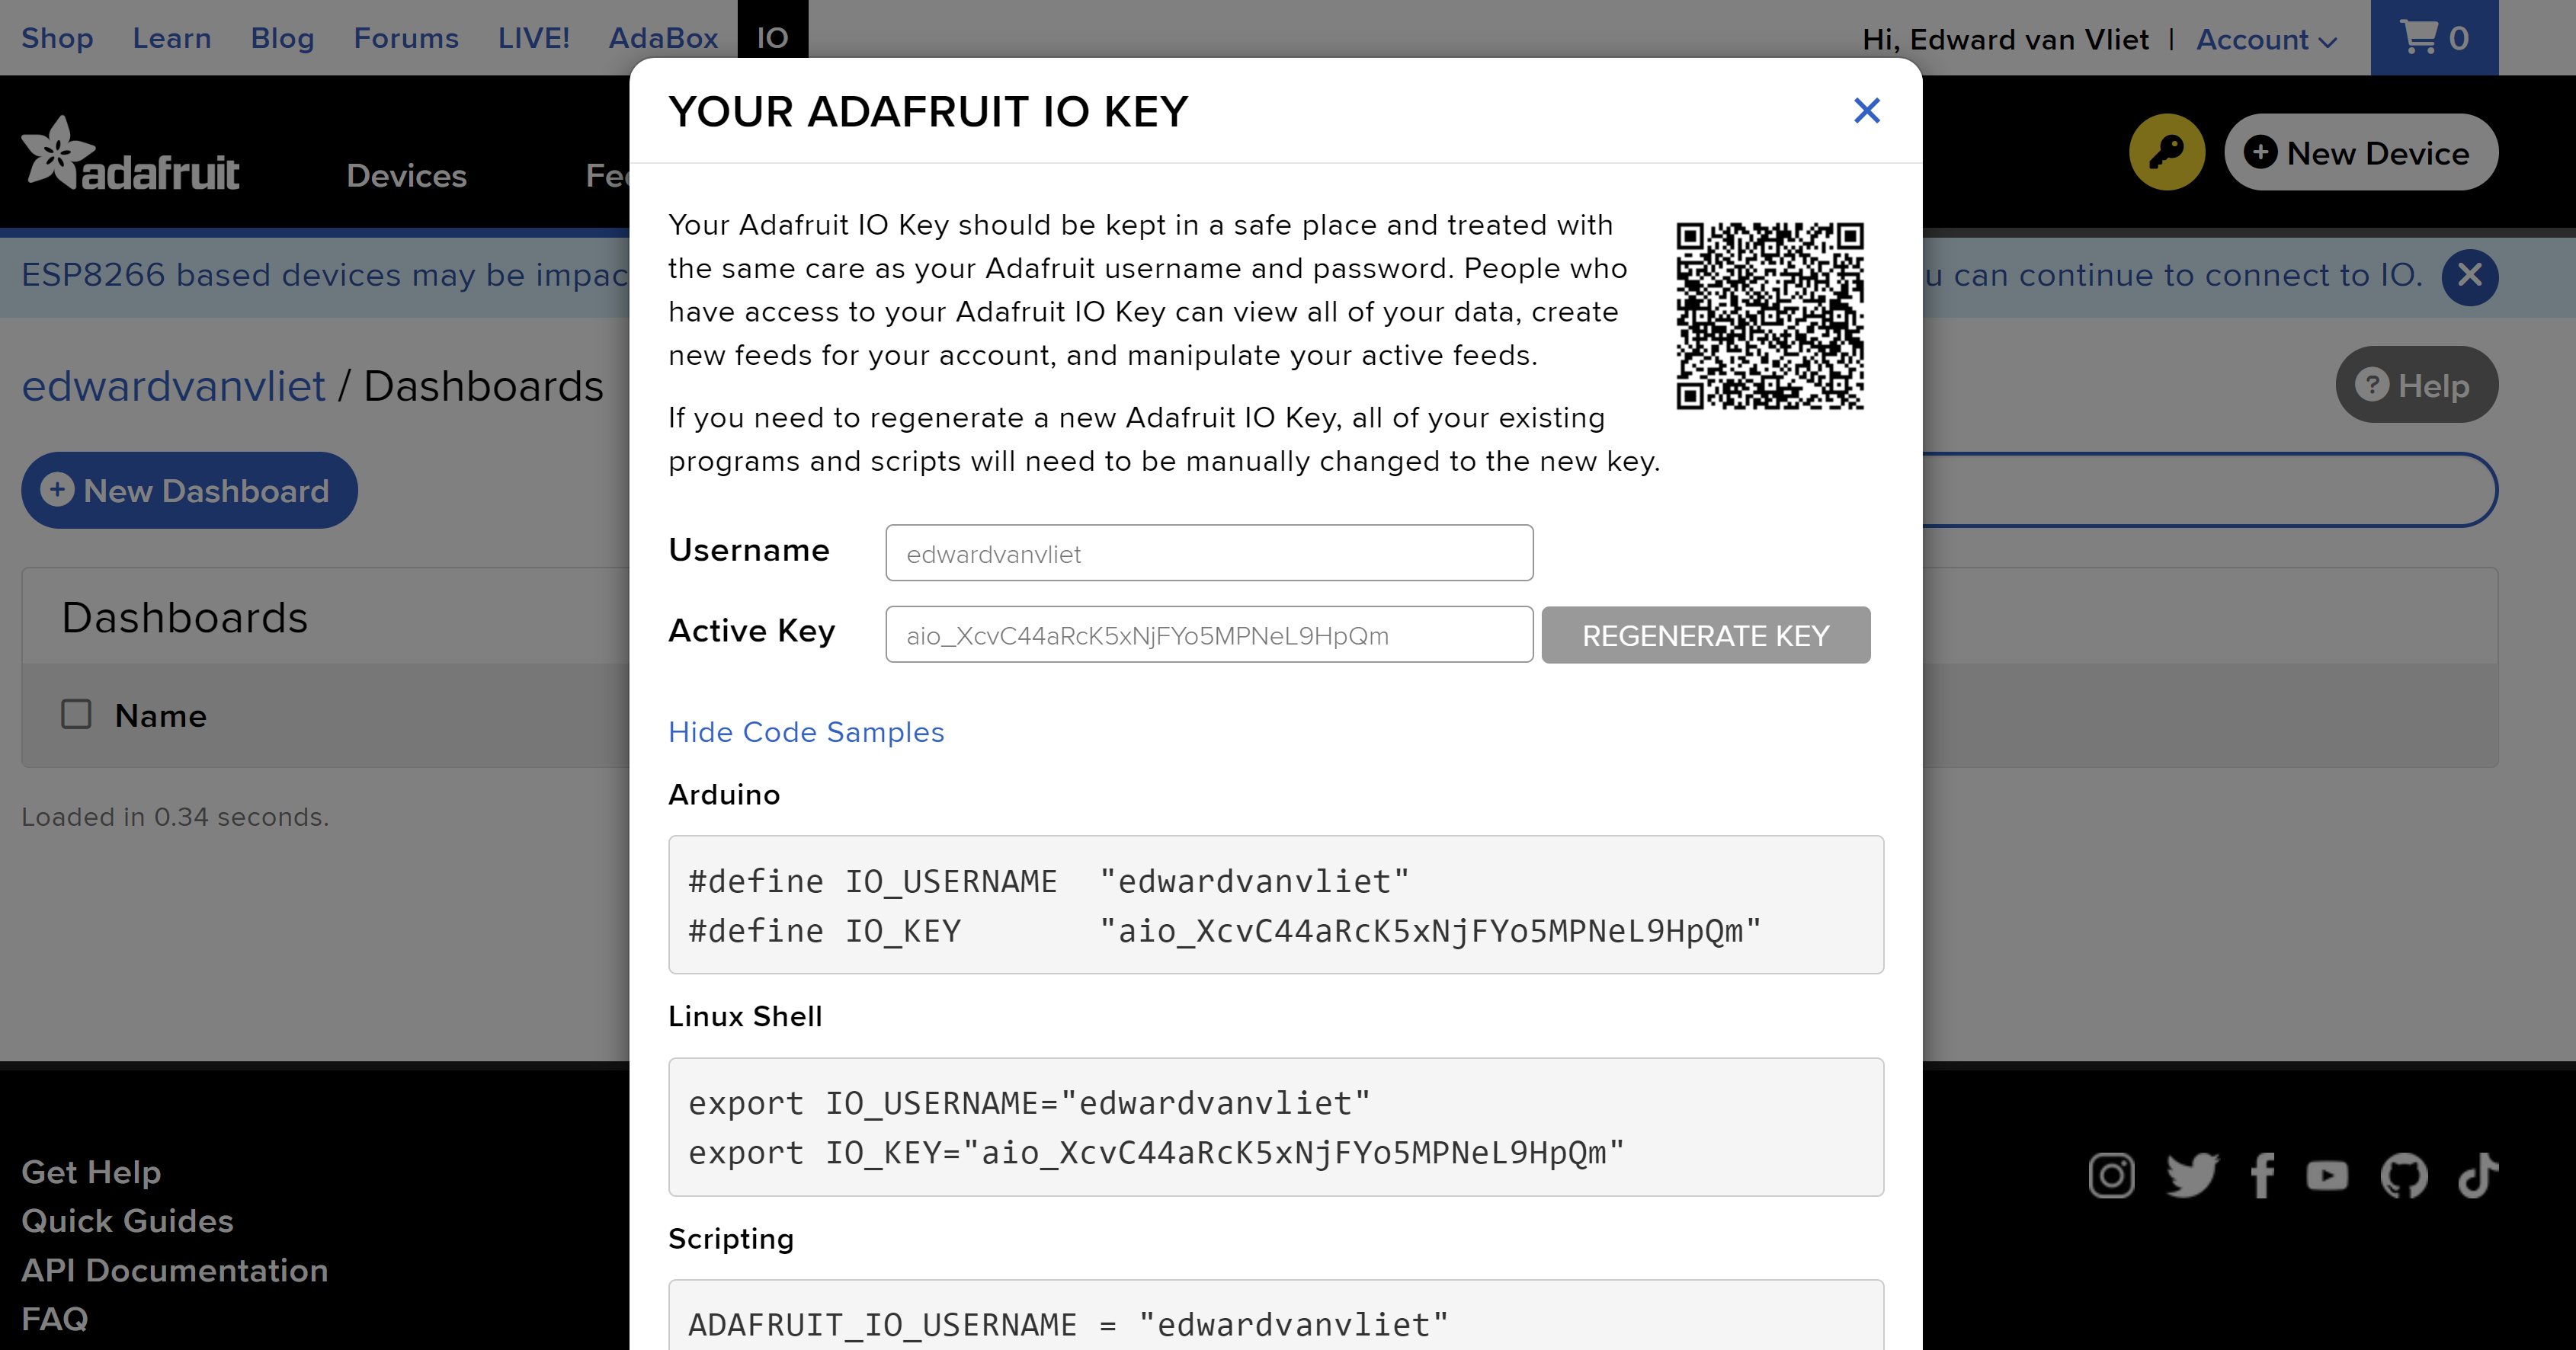 Shop Learn Blog Forums LIVE! AdaBox IO
Hi, Edward van Vliet | Account 0
adafruit
Devices
New Device
ESP8266 based devices may be
can continue to connect to IO.
edwardvanvliet / Dashboards
Help
New Dashboard
Dashboards
Name
Loaded in 0.34 seconds.
YOUR ADAFRUIT IO KEY
Your Adafruit IO Key should be kept in a safe place and treated with
the same care as your Adafruit username and password. People who
have access to your Adafruit IO Key can view all of your data, create
new feeds for your account, and manipulate your active feeds.
If you need to regenerate a new Adafruit IO Key, all of your existing
programs and scripts will need to be manually changed to the new key.
Username edwardvanvliet
Active Key aio_XcvC44aRcK5xNjFYo5MPNeL9HpQm REGENERATE KEY
Hide Code Samples
Arduino
#define IO_USERNAME  "edwardvanvliet"
#define IO_KEY       "aio_XcvC44aRcK5xNjFYo5MPNeL9HpQm"
Linux Shell
export IO_USERNAME="edwardvanvliet"
export IO_KEY="aio_XcvC44aRcK5xNjFYo5MPNeL9HpQm"
Scripting
ADAFRUIT_IO_USERNAME = "edwardvanvliet"
Get Help
Quick Guides
API Documentation
FAQ